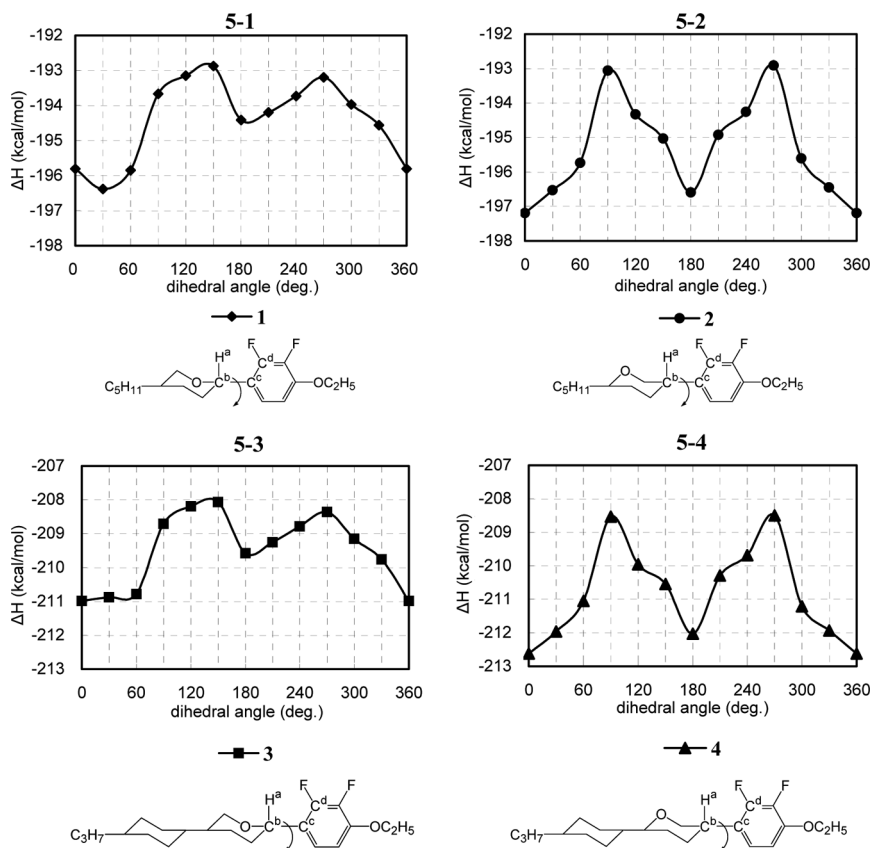 5-1
-192
-193
-194
-195
-196
-197
-198
ΔH (kcal/mol)
0 60 120 180 240 300 360
dihedral angle (deg.)
1
F F
Hᵃ Cᵈ
O Cᵇ Cᶜ
C₅H₁₁ OC₂H₅
5-2
-192
-193
-194
-195
-196
-197
-198
ΔH (kcal/mol)
0 60 120 180 240 300 360
dihedral angle (deg.)
2
F F
Hᵃ Cᵈ
O Cᵇ Cᶜ
C₅H₁₁ OC₂H₅
5-3
-207
-208
-209
-210
-211
-212
-213
ΔH (kcal/mol)
0 60 120 180 240 300 360
dihedral angle (deg.)
3
F F
Hᵃ Cᵈ
O Cᵇ Cᶜ
C₃H₇ OC₂H₅
5-4
-207
-208
-209
-210
-211
-212
-213
ΔH (kcal/mol)
0 60 120 180 240 300 360
dihedral angle (deg.)
4
F F
Hᵃ Cᵈ
O Cᵇ Cᶜ
C₃H₇ OC₂H₅